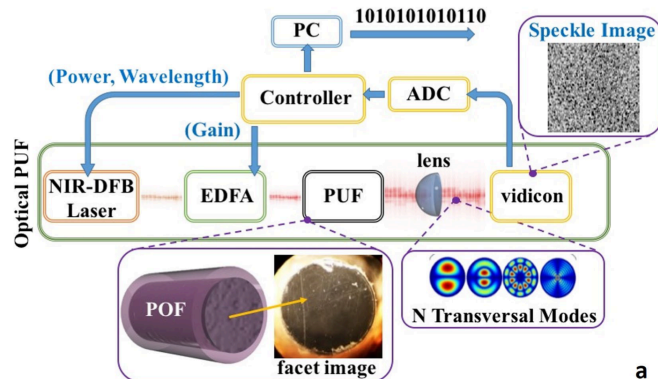 1010101010110
PC
Speckle Image
(Power, Wavelength)
Controller
ADC
(Gain)
Optical PUF
lens
NIR-DFB
Laser
EDFA
PUF
vidicon
POF
facet image
N Transversal Modes
a